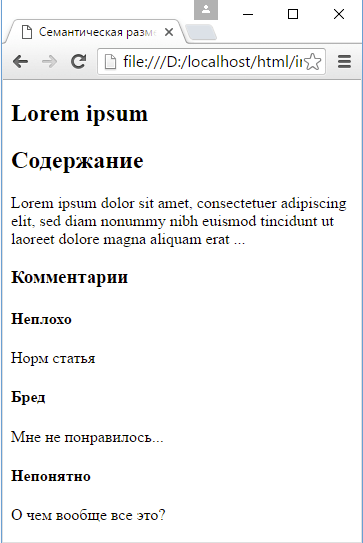 Семантическая разм
file:///D:/localhost/html/in
Lorem ipsum
Содержание
Lorem ipsum dolor sit amet, consectetuer adipiscing
elit, sed diam nonummy nibh euismod tincidunt ut
laoreet dolore magna aliquam erat ...
Комментарии
Неплохо
Норм статья
Бред
Мне не понравилось...
Непонятно
О чем вообще все это?